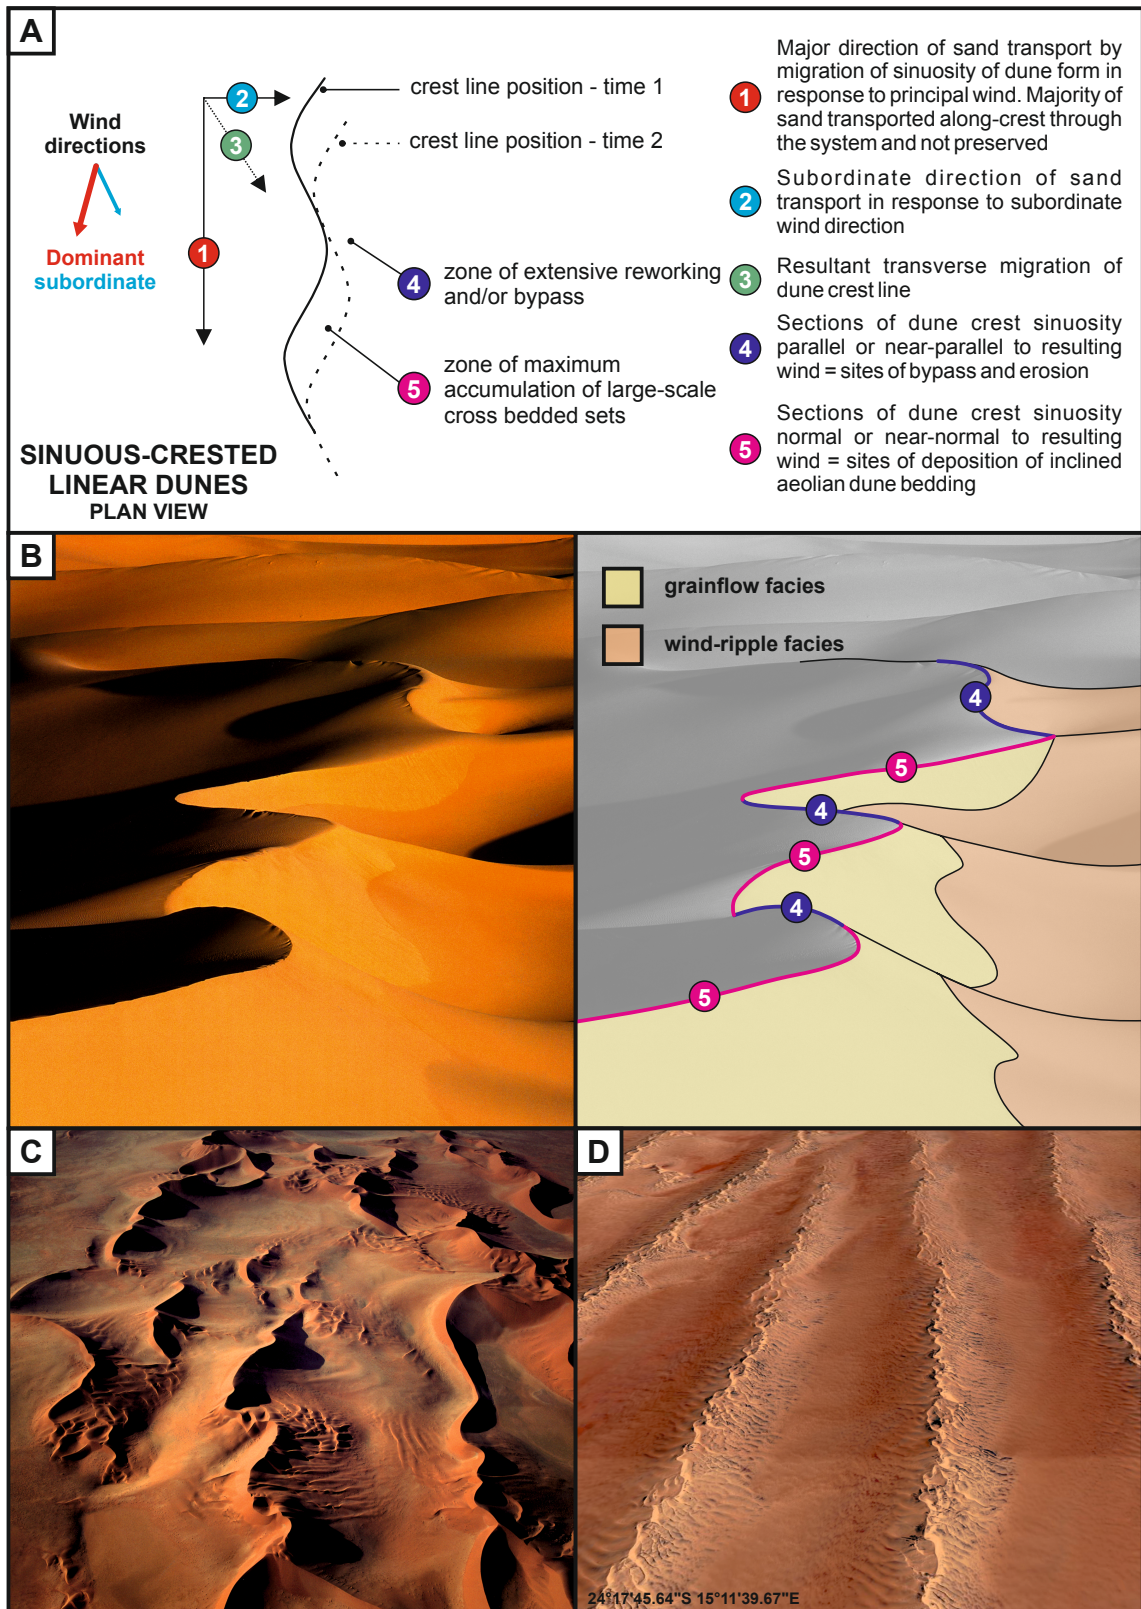 A
Wind
directions
Dominant
subordinate
2
3
1
crest line position - time 1
crest line position - time 2
4
zone of extensive reworking
and/or bypass
5
zone of maximum
accumulation of large-scale
cross bedded sets
SINUOUS-CRESTED
LINEAR DUNES
PLAN VIEW
1
Major direction of sand transport by
migration of sinuosity of dune form in
response to principal wind. Majority of
sand transported along-crest through
the system and not preserved
2
Subordinate direction of sand
transport in response to subordinate
wind direction
3
Resultant transverse migration of
dune crest line
4
Sections of dune crest sinuosity
parallel or near-parallel to resulting
wind = sites of bypass and erosion
5
Sections of dune crest sinuosity
normal or near-normal to resulting
wind = sites of deposition of inclined
aeolian dune bedding
B
grainflow facies
wind-ripple facies
4
5
4
5
4
5
C
D
24°17'45.64"S 15°11'39.67"E